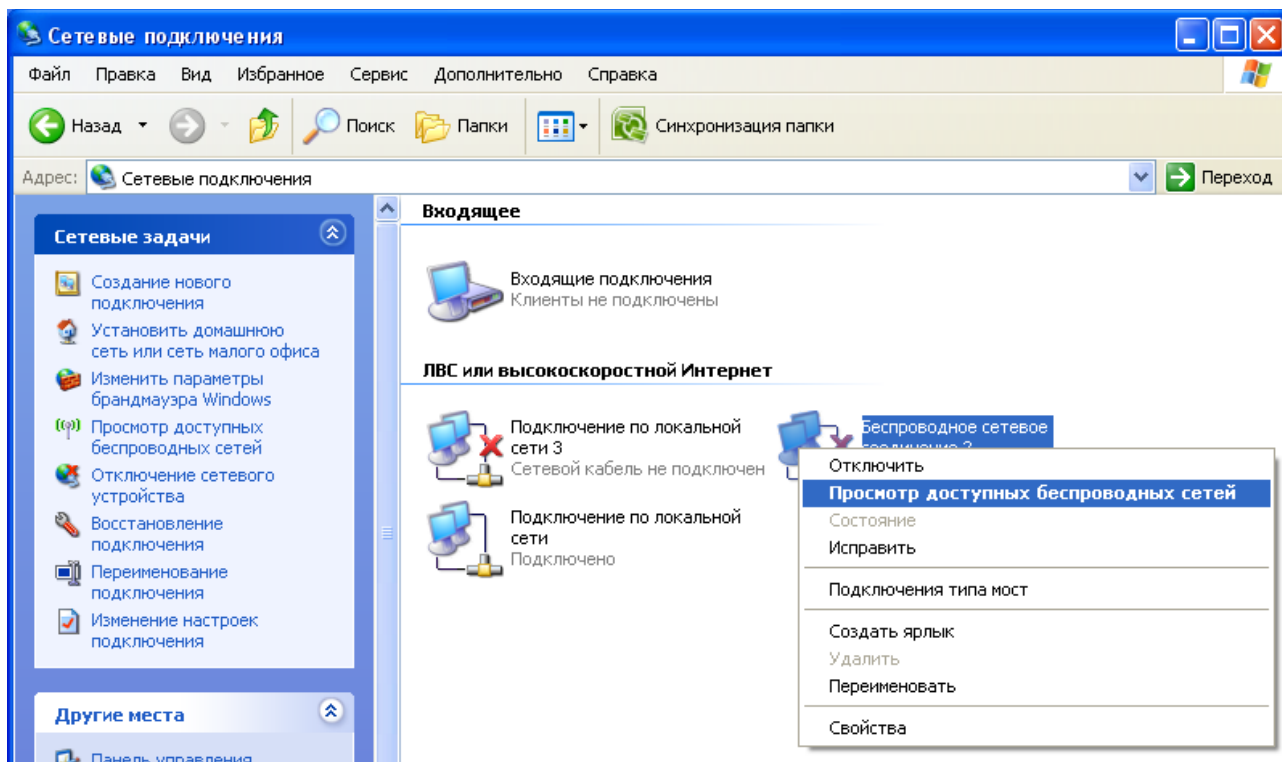 Сетевые подключения
Файл Правка Вид Избранное Сервис Дополнительно Справка
Назад Поиск Папки Синхронизация папки
Адрес: Сетевые подключения Переход
Сетевые задачи
Создание нового
подключения
Установить домашнюю
сеть или сеть малого офиса
Изменить параметры
брандмауэра Windows
Просмотр доступных
беспроводных сетей
Отключение сетевого
устройства
Восстановление
подключения
Переименование
подключения
Изменение настроек
подключения
Другие места
Панель управления
Входящее
Входящие подключения
Клиенты не подключены
ЛВС или высокоскоростной Интернет
Подключение по локальной
сети 3
Сетевой кабель не подключен
Беспроводное сетевое
соединение 2
Подключение по локальной
сети
Подключено
Отключить
Просмотр доступных беспроводных сетей
Состояние
Исправить
Подключения типа мост
Создать ярлык
Удалить
Переименовать
Свойства